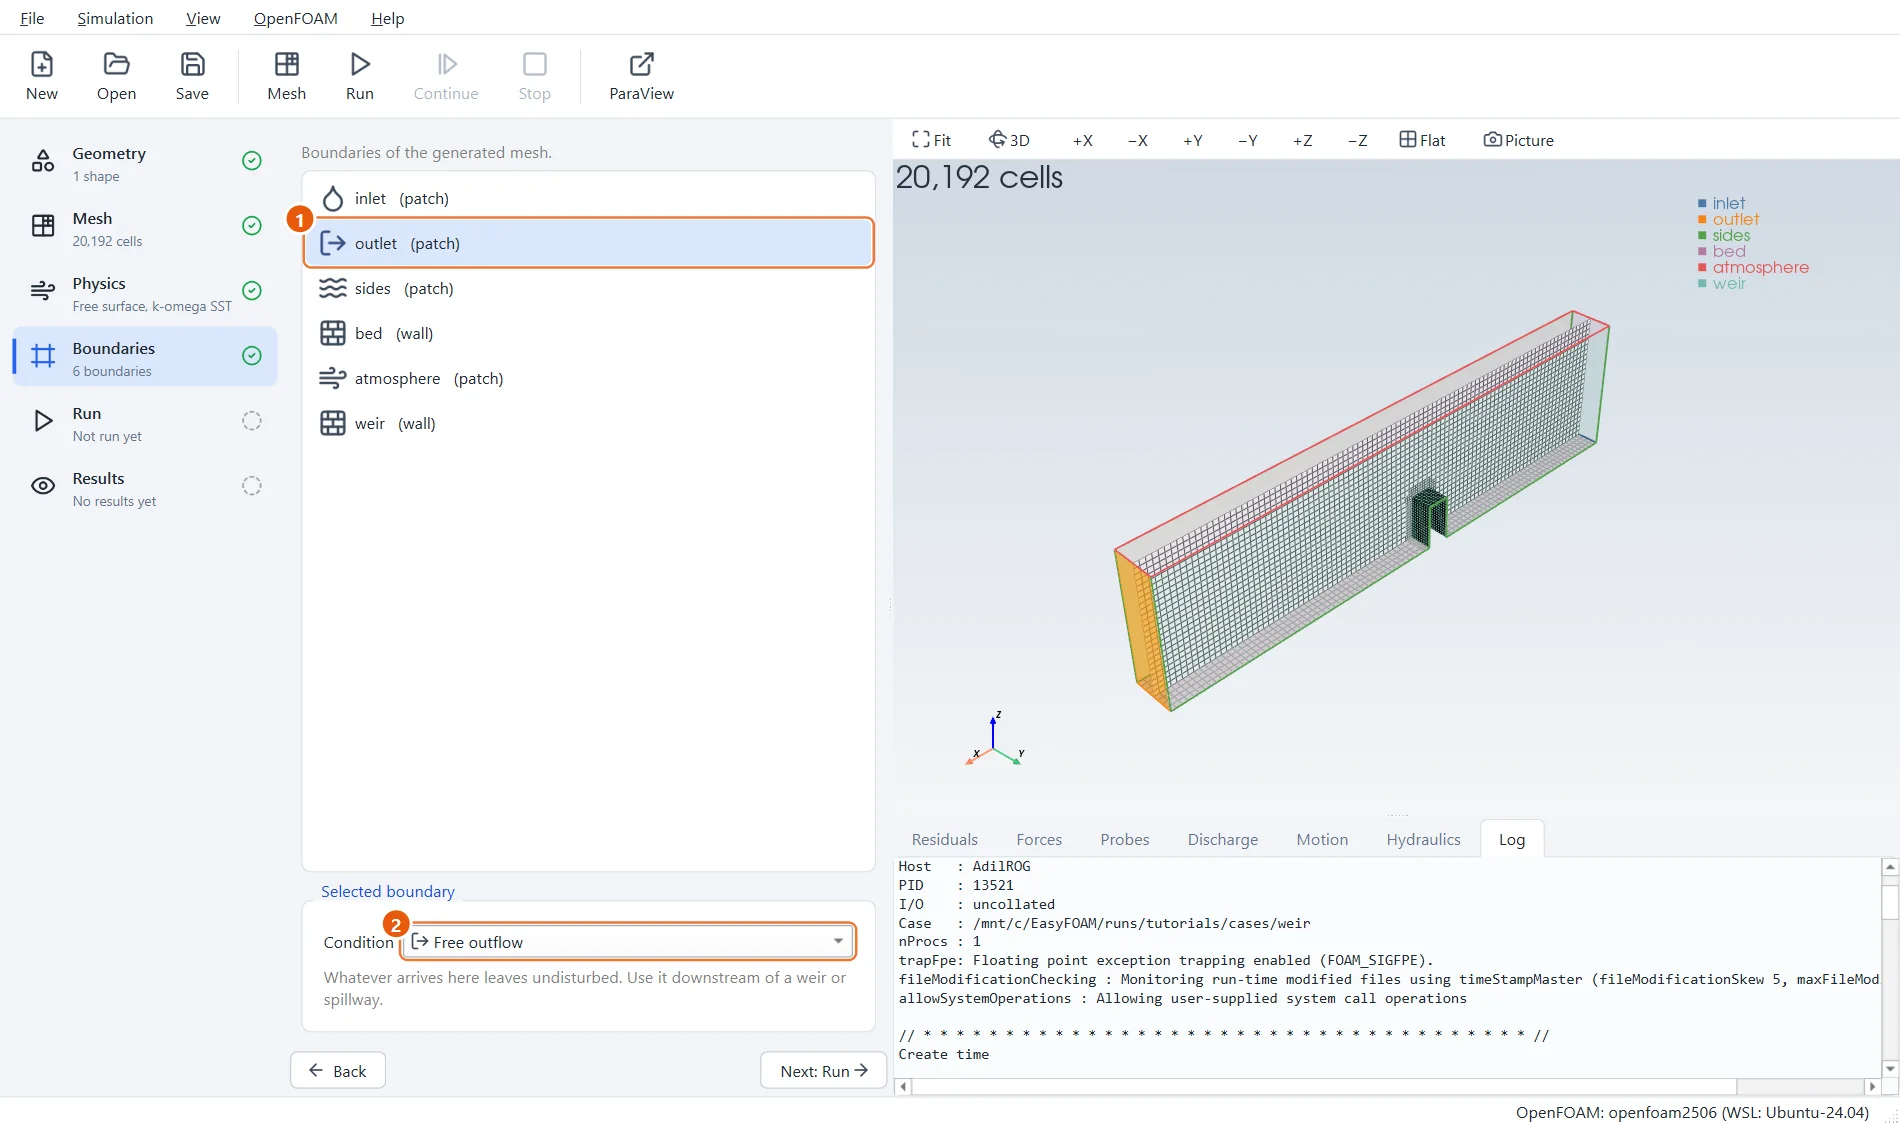 File Simulation View OpenFOAM Help
New Open Save Mesh Run Continue Stop ParaView
Geometry
1 shape
Mesh
20,192 cells
Physics
Free surface, k-omega SST
Boundaries
6 boundaries
Run
Not run yet
Results
No results yet
Boundaries of the generated mesh.
inlet (patch)
1
outlet (patch)
sides (patch)
bed (wall)
atmosphere (patch)
weir (wall)
Selected boundary
2
Condition Free outflow
Whatever arrives here leaves undisturbed. Use it downstream of a weir or
spillway.
Back
Next: Run
Fit 3D +X −X +Y −Y +Z −Z Flat Picture
20,192 cells
inlet
outlet
sides
bed
atmosphere
weir
Z
X
Y
Residuals Forces Probes Discharge Motion Hydraulics Log
Host : AdilROG
PID : 13521
I/O : uncollated
Case : /mnt/c/EasyFOAM/runs/tutorials/cases/weir
nProcs : 1
trapFpe: Floating point exception trapping enabled (FOAM_SIGFPE).
fileModificationChecking : Monitoring run-time modified files using timeStampMaster (fileModificationSkew 5, maxFileMod
allowSystemOperations : Allowing user-supplied system call operations
// * * * * * * * * * * * * * * * * * * * * * * * * * * * * * * * * * * * * * //
Create time
OpenFOAM: openfoam2506 (WSL: Ubuntu-24.04)